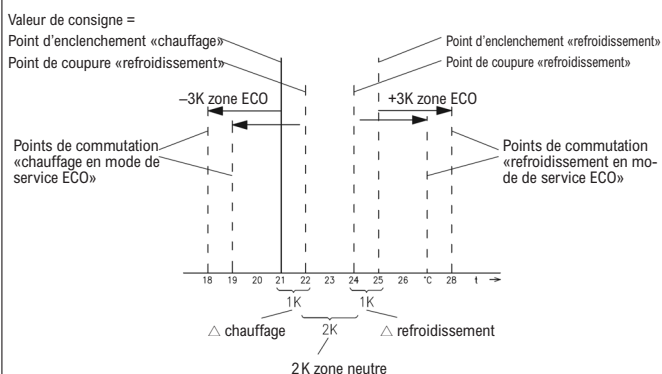 Valeur de consigne =
Point d'enclenchement «chauffage»
Point de coupure «refroidissement»
Point d'enclenchement «refroidissement»
Point de coupure «refroidissement»
–3K zone ECO
+3K zone ECO
Points de commutation
«chauffage en mode de
service ECO»
Points de commutation
«refroidissement en mo-
de de service ECO»
18 19 20 21 22 23 24 25 26 °C 28 t
1K 1K
△ chauffage 2K △ refroidissement
2K zone neutre